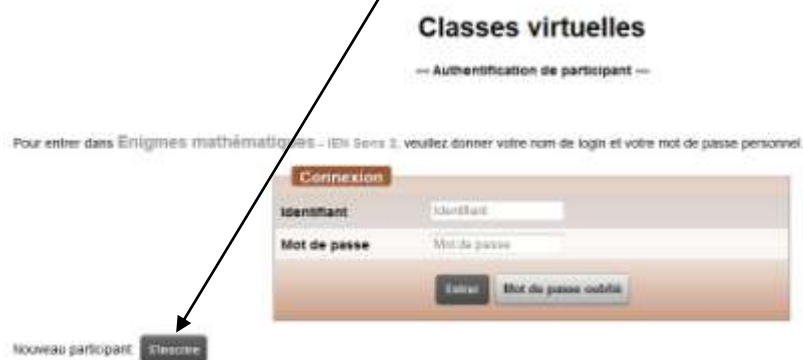 Classes virtuelles
--- Authentification de participant ---
Pour entrer dans Enigmes mathématiques - IEN Sens 2, veuillez donner votre nom de login et votre mot de passe personnel.
Connexion
Identifiant Identifiant
Mot de passe Mot de passe
Entrer Mot de passe oublié
Nouveau participant S'inscrire